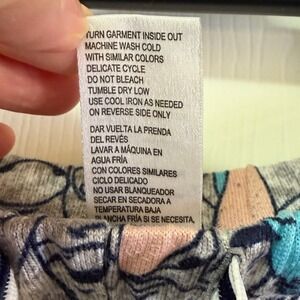 TURN GARMENT INSIDE OUT
MACHINE WASH COLD
WITH SIMILAR COLORS
DELICATE CYCLE
DO NOT BLEACH
TUMBLE DRY LOW
USE COOL IRON AS NEEDED
ON REVERSE SIDE ONLY
DAR VUELTA LA PRENDA
DEL REVÉS
LAVAR A MÁQUINA EN
AGUA FRÍA
CON COLORES SIMILARES
CICLO DELICADO
NO USAR BLANQUEADOR
SECAR EN SECADORA A
TEMPERATURA BAJA
PLANCHA FRÍA SI SE NECESITA,